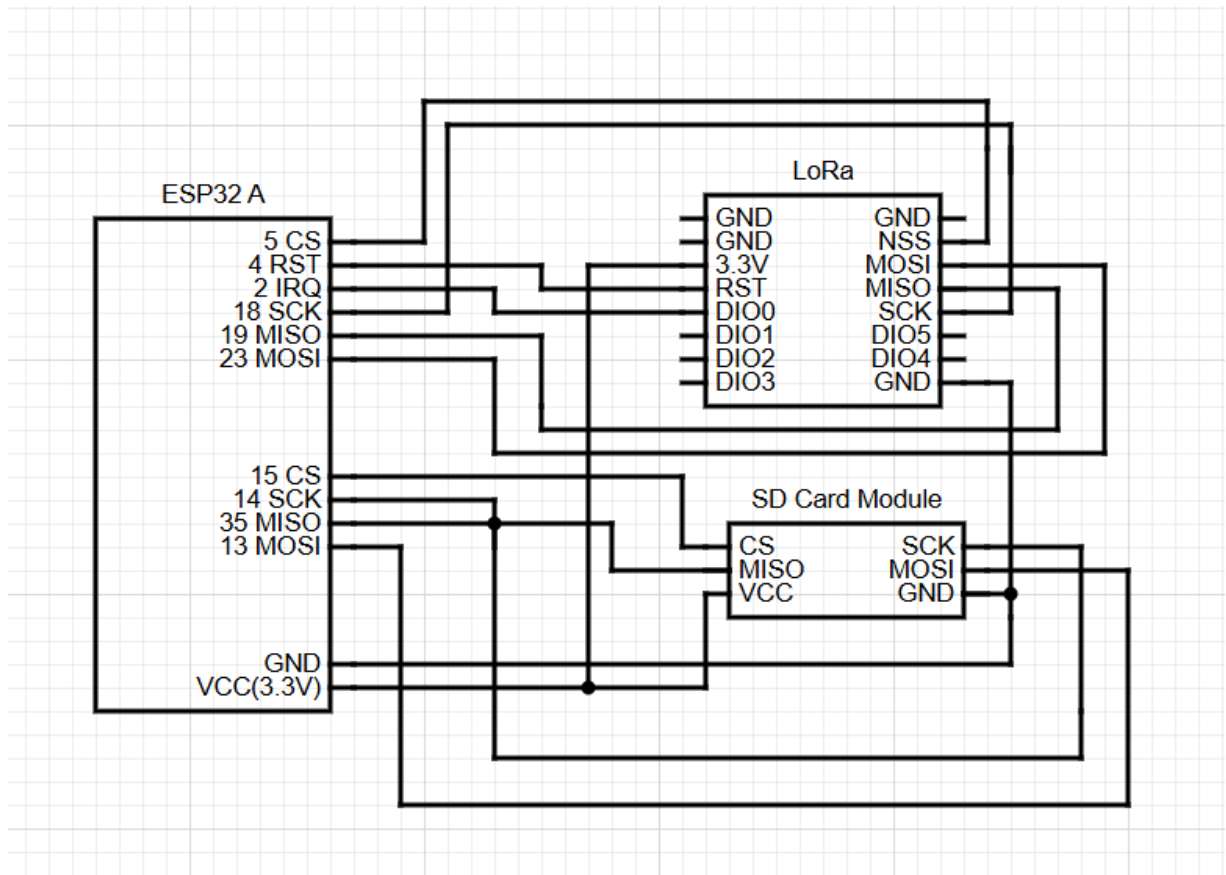 LoRa
ESP32 A
5 CS
4 RST
2 IRQ
18 SCK
19 MISO
23 MOSI
15 CS
14 SCK
35 MISO
13 MOSI
GND
VCC(3.3V)
GND
GND
3.3V
RST
DIO0
DIO1
DIO2
DIO3
GND
NSS
MOSI
MISO
SCK
DIO5
DIO4
GND
SD Card Module
CS
MISO
VCC
SCK
MOSI
GND